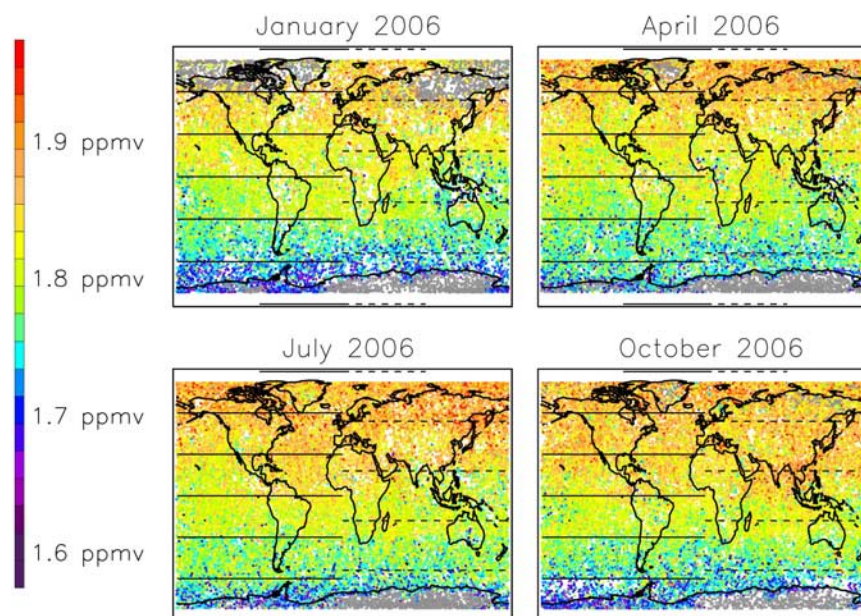 January 2006
April 2006
1.9 ppmv
1.8 ppmv
1.7 ppmv
1.6 ppmv
July 2006
October 2006